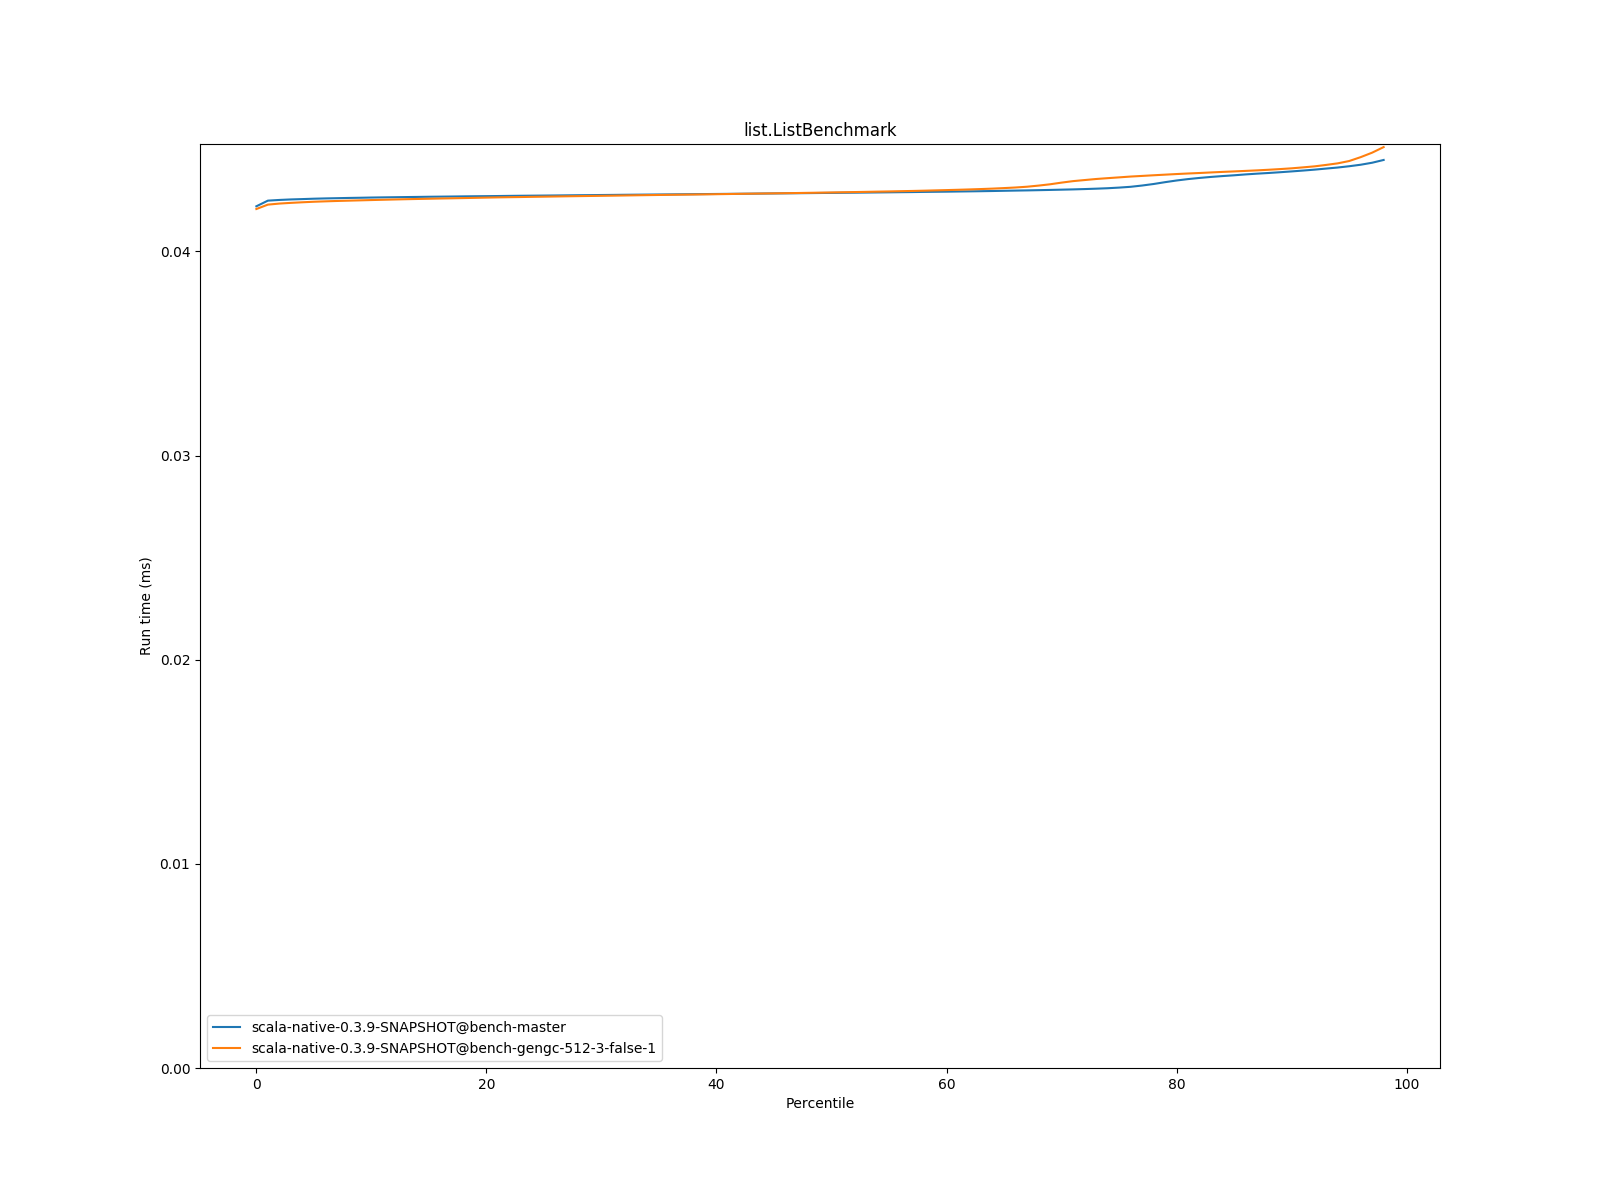 list.ListBenchmark
0.04
0.03
0.02
0.01
0.00
Run time (ms)
scala-native-0.3.9-SNAPSHOT@bench-master
scala-native-0.3.9-SNAPSHOT@bench-gengc-512-3-false-1
0 20 40 60 80 100
Percentile